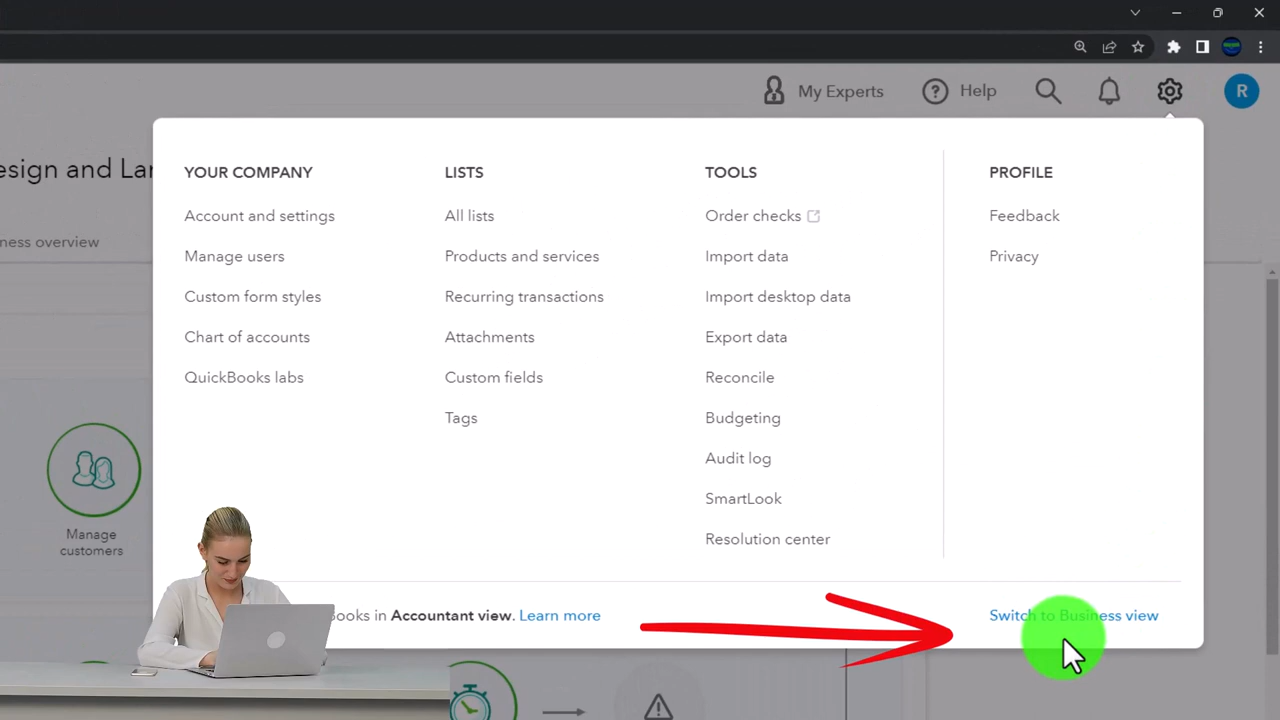 My Experts
Help
R
esign and Lar
ness overview
YOUR COMPANY
Account and settings
Manage users
Custom form styles
Chart of accounts
QuickBooks labs
LISTS
All lists
Products and services
Recurring transactions
Attachments
Custom fields
Tags
TOOLS
Order checks
Import data
Import desktop data
Export data
Reconcile
Budgeting
Audit log
SmartLook
Resolution center
PROFILE
Feedback
Privacy
Manage
customers
Books in Accountant view. Learn more
Switch to Business view